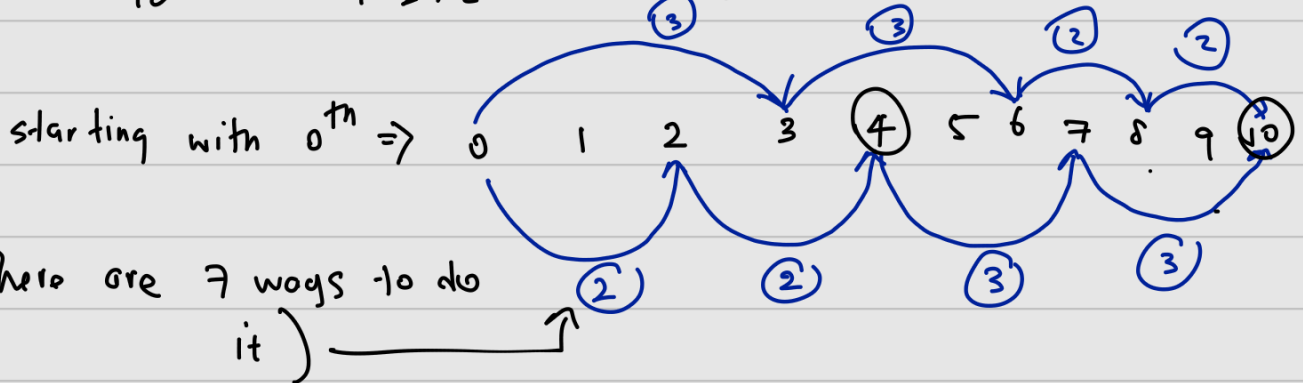 3 3 2 2
starting with 0th => 0 1 2 3 4 5 6 7 8 9 10
here are 7 ways to do
2 2 3 3
it)